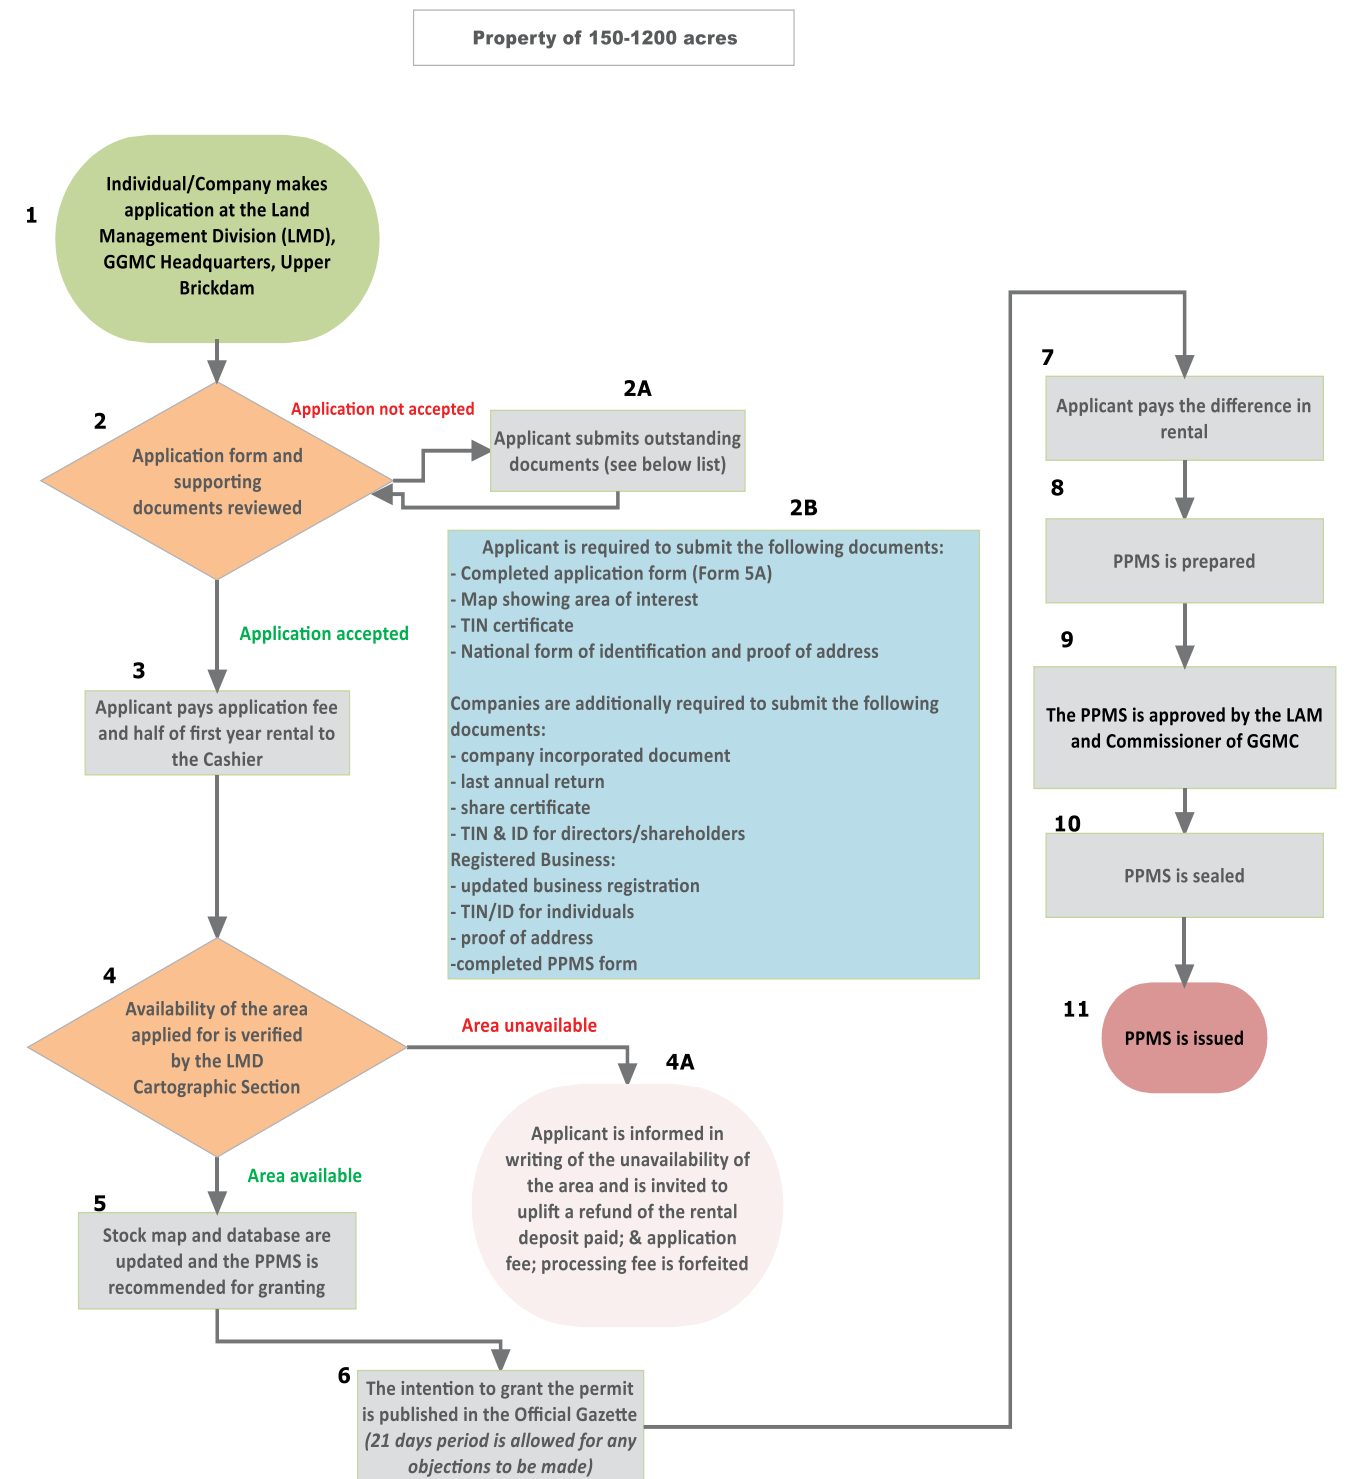 Property of 150-1200 acres
1
Individual/Company makes
application at the Land
Management Division (LMD),
GGMC Headquarters, Upper
Brickdam
2
Application form and
supporting
documents reviewed
Application not accepted
2A
Applicant submits outstanding
documents (see below list)
2B
Applicant is required to submit the following documents:
- Completed application form (Form 5A)
- Map showing area of interest
- TIN certificate
- National form of identification and proof of address
Companies are additionally required to submit the following
documents:
- company incorporated document
- last annual return
- share certificate
- TIN & ID for directors/shareholders
Registered Business:
- updated business registration
- TIN/ID for individuals
- proof of address
-completed PPMS form
Application accepted
3
Applicant pays application fee
and half of first year rental to
the Cashier
4
Availability of the area
applied for is verified
by the LMD
Cartographic Section
Area unavailable
4A
Applicant is informed in
writing of the unavailability of
the area and is invited to
uplift a refund of the rental
deposit paid; & application
fee; processing fee is forfeited
Area available
5
Stock map and database are
updated and the PPMS is
recommended for granting
6
The intention to grant the permit
is published in the Official Gazette
(21 days period is allowed for any
objections to be made)
7
Applicant pays the difference in
rental
8
PPMS is prepared
9
The PPMS is approved by the LAM
and Commissioner of GGMC
10
PPMS is sealed
11
PPMS is issued